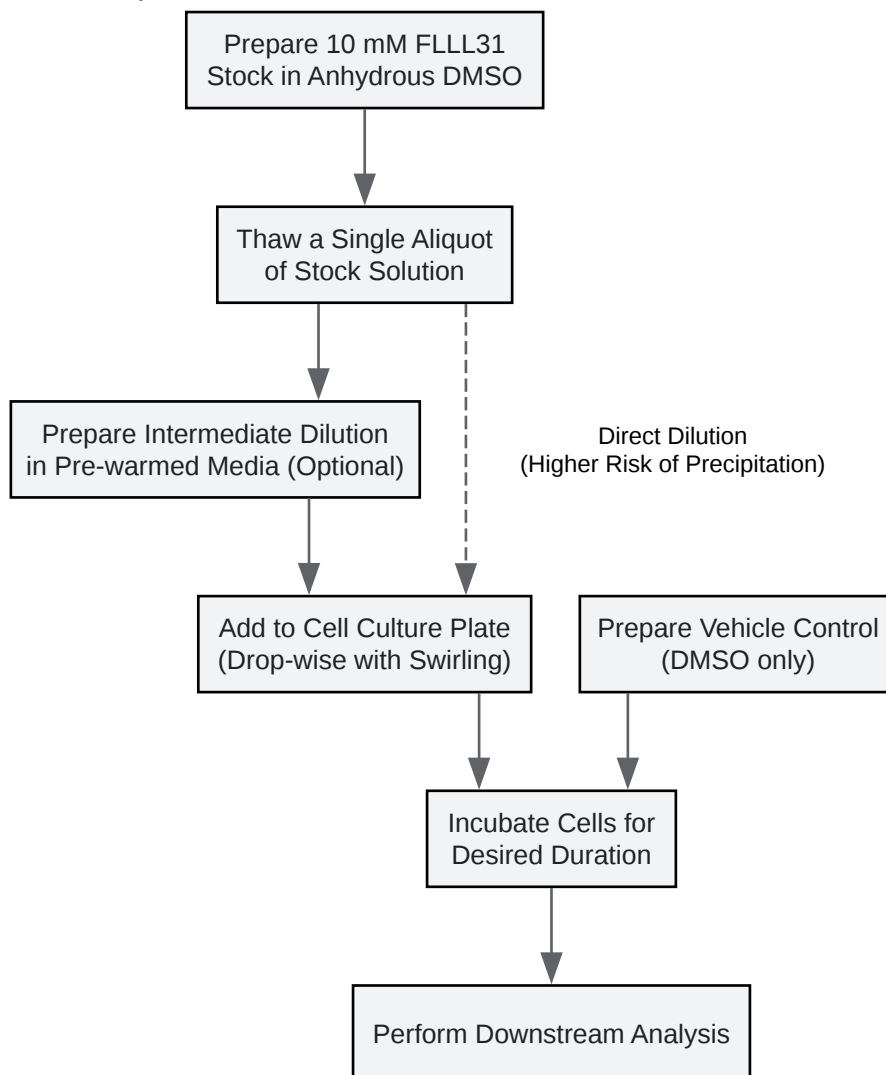 Prepare 10 mM FLLL31
Stock in Anhydrous DMSO
Thaw a Single Aliquot
of Stock Solution
Prepare Intermediate Dilution
in Pre-warmed Media (Optional)
Direct Dilution
(Higher Risk of Precipitation)
Add to Cell Culture Plate
(Drop-wise with Swirling)
Prepare Vehicle Control
(DMSO only)
Incubate Cells for
Desired Duration
Perform Downstream Analysis